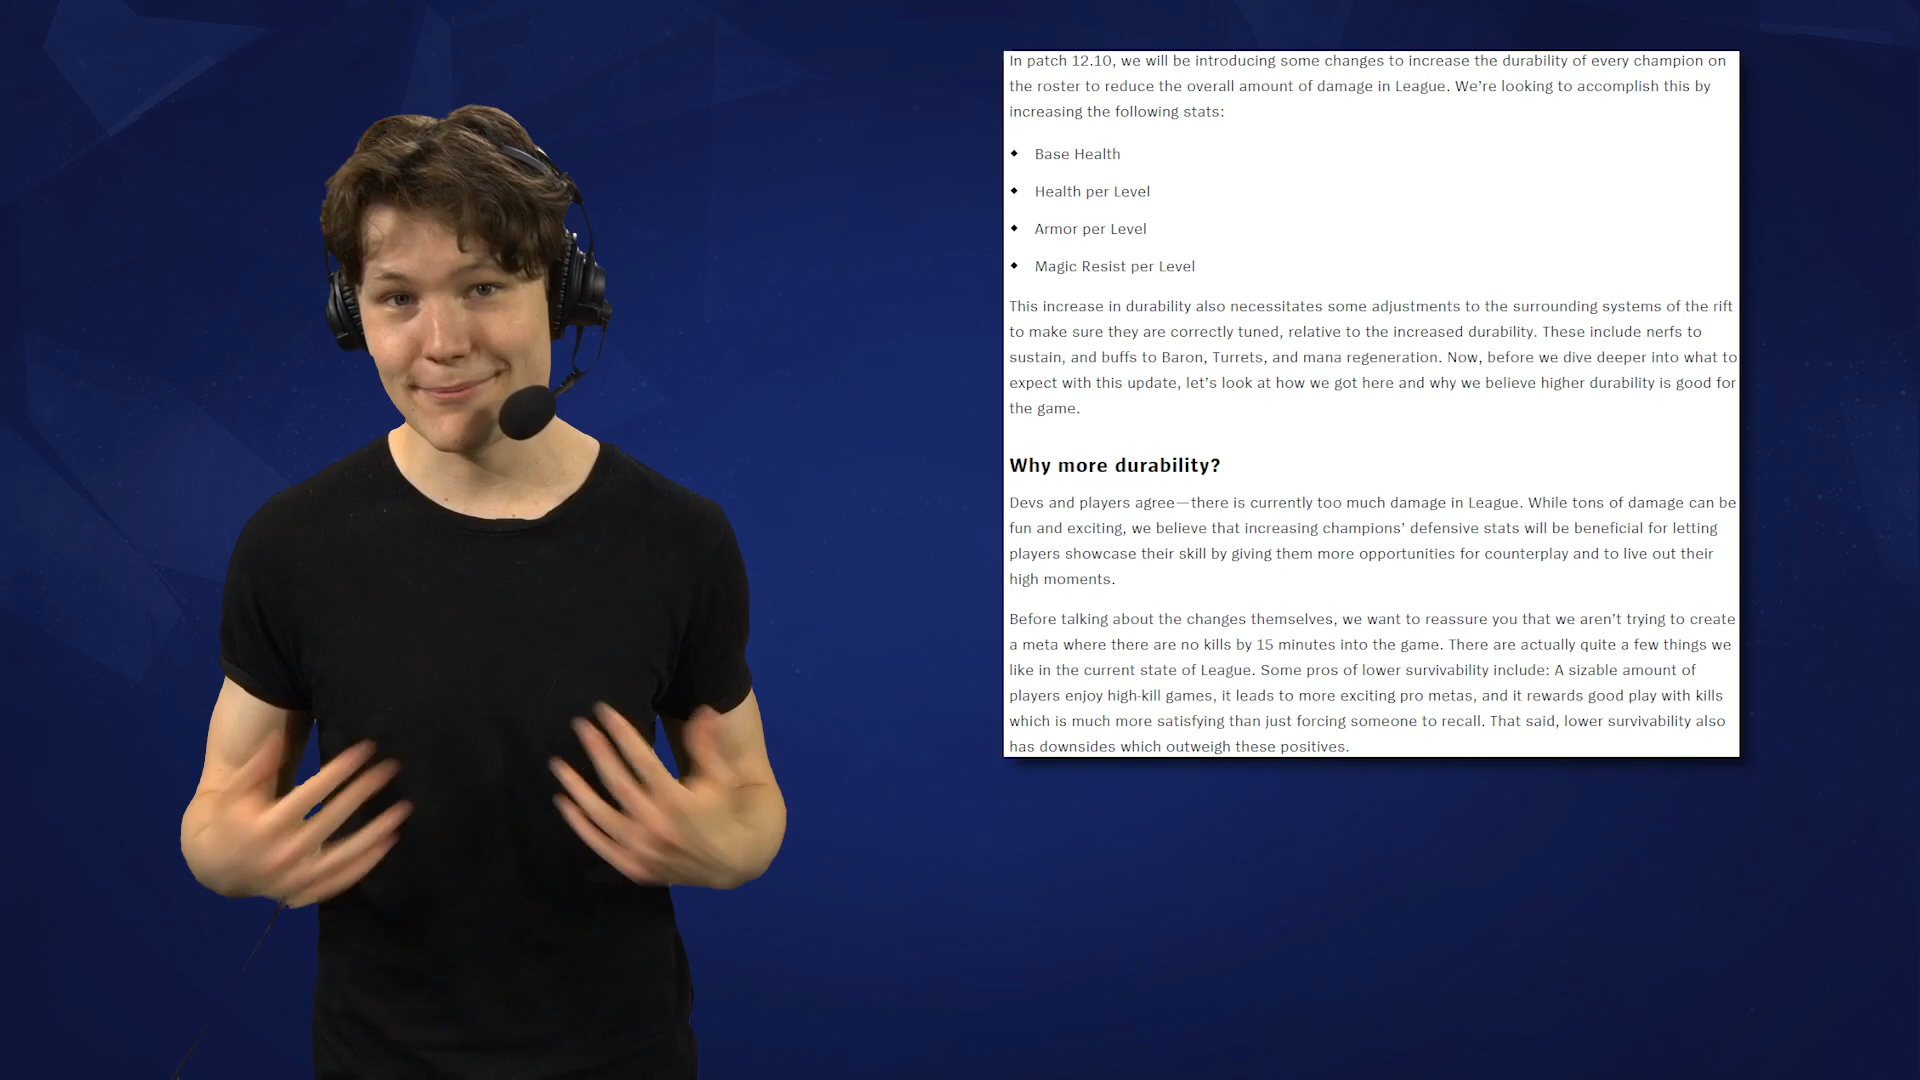 In patch 12.10, we will be introducing some changes to increase the durability of every champion on
the roster to reduce the overall amount of damage in League. We’re looking to accomplish this by
increasing the following stats:
Base Health
Health per Level
Armor per Level
Magic Resist per Level
This increase in durability also necessitates some adjustments to the surrounding systems of the rift
to make sure they are correctly tuned, relative to the increased durability. These include nerfs to
sustain, and buffs to Baron, Turrets, and mana regeneration. Now, before we dive deeper into what to
expect with this update, let’s look at how we got here and why we believe higher durability is good for
the game.
Why more durability?
Devs and players agree—there is currently too much damage in League. While tons of damage can be
fun and exciting, we believe that increasing champions’ defensive stats will be beneficial for letting
players showcase their skill by giving them more opportunities for counterplay and to live out their
high moments.
Before talking about the changes themselves, we want to reassure you that we aren’t trying to create
a meta where there are no kills by 15 minutes into the game. There are actually quite a few things we
like in the current state of League. Some pros of lower survivability include: A sizable amount of
players enjoy high-kill games, it leads to more exciting pro metas, and it rewards good play with kills
which is much more satisfying than just forcing someone to recall. That said, lower survivability also
has downsides which outweigh these positives.